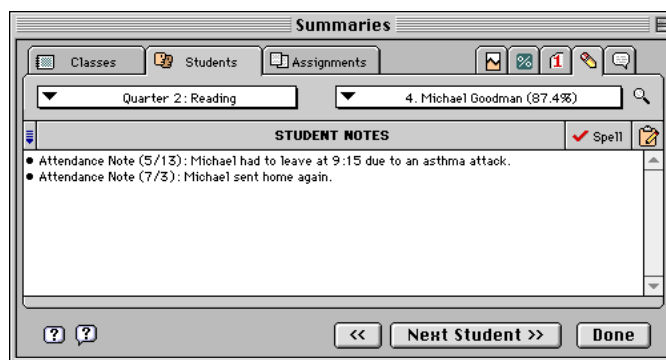 Summaries
Classes Students Assignments % 1
Quarter 2: Reading 4. Michael Goodman (87.4%)
STUDENT NOTES Spell
• Attendance Note (5/13): Michael had to leave at 9:15 due to an asthma attack.
• Attendance Note (7/3): Michael sent home again.
? ? << Next Student >> Done